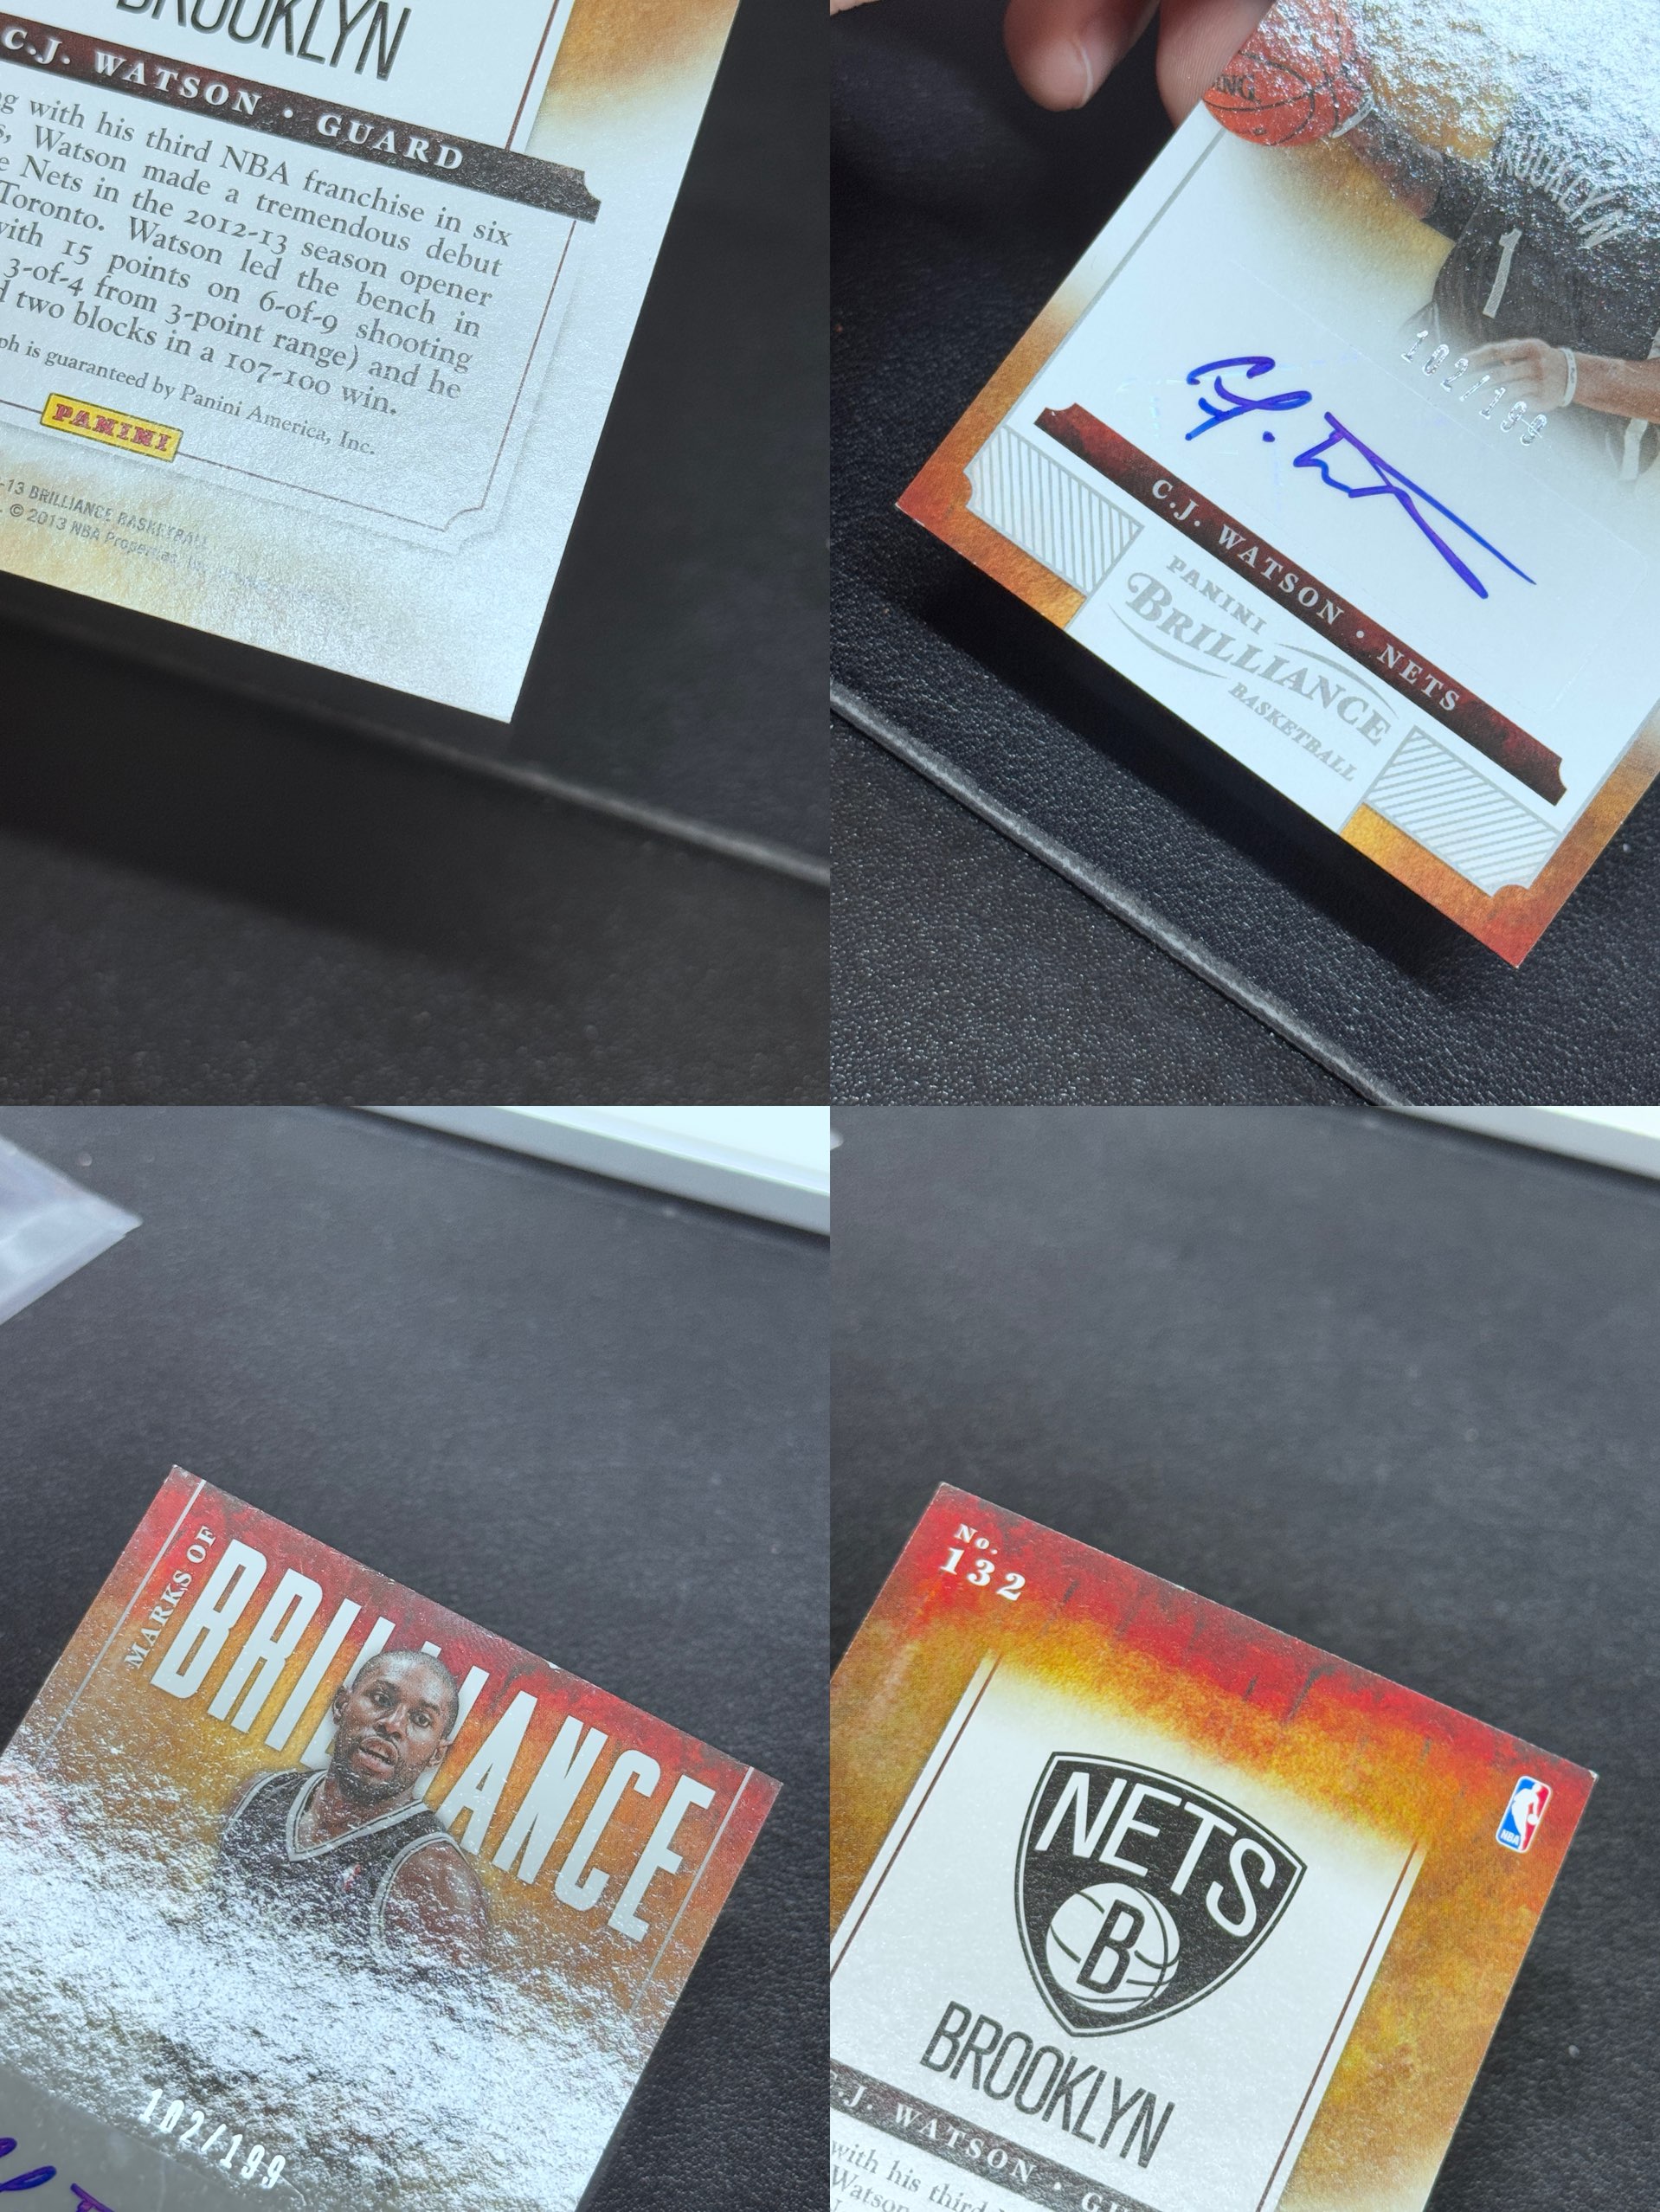 BROOKLYN
C.J. WATSON • GUARD
with his third NBA franchise in six
Watson made a tremendous debut
Nets in the 2012-13 season opener
Toronto. Watson led the bench in
with 15 points on 6-of-9 shooting
3-of-4 from 3-point range) and he
two blocks in a 107-100 win.
is guaranteed by Panini America, Inc.
PANINI
-13 BRILLIANCE BASKETBALL
© 2013 NBA Properties, Inc.
BROOKLYN
1
102/199
C.J. WATSON • NETS
PANINI
BRILLIANCE
BASKETBALL
MARKS OF
BRILLIANCE
102/199
No.
132
NBA
NETS
B
BROOKLYN
C.J. WATSON •
with his third
Watson